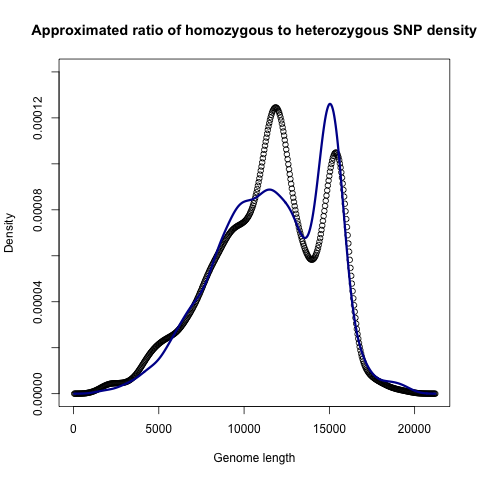 Approximated ratio of homozygous to heterozygous SNP density
0.00012
0.00008
0.00004
0.00000
Density
0 5000 10000 15000 20000
Genome length